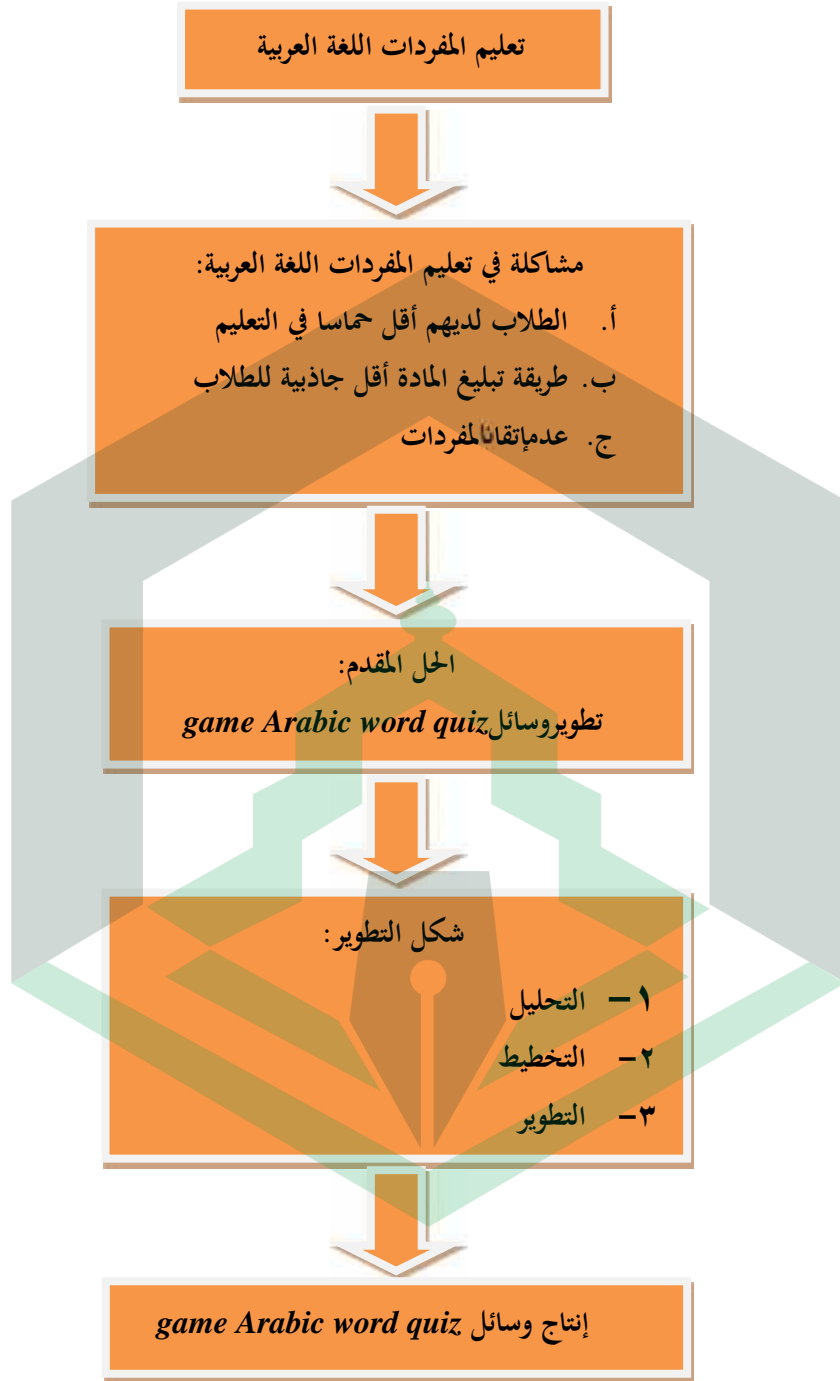 تعليم المفردات اللغة العربية
مشاكلة في تعليم المفردات اللغة العربية:
أ. الطلاب لديهم أقل حماسا في التعليم
ب. طريقة تبليغ المادة أقل جاذبية للطلاب
ج. عدمإتقانالمفردات
الحل المقدم:
تطويروسائلgame Arabic word quiz
شكل التطوير:
١– التحليل
٢– التخطيط
٣– التطوير
إنتاج وسائل game Arabic word quiz